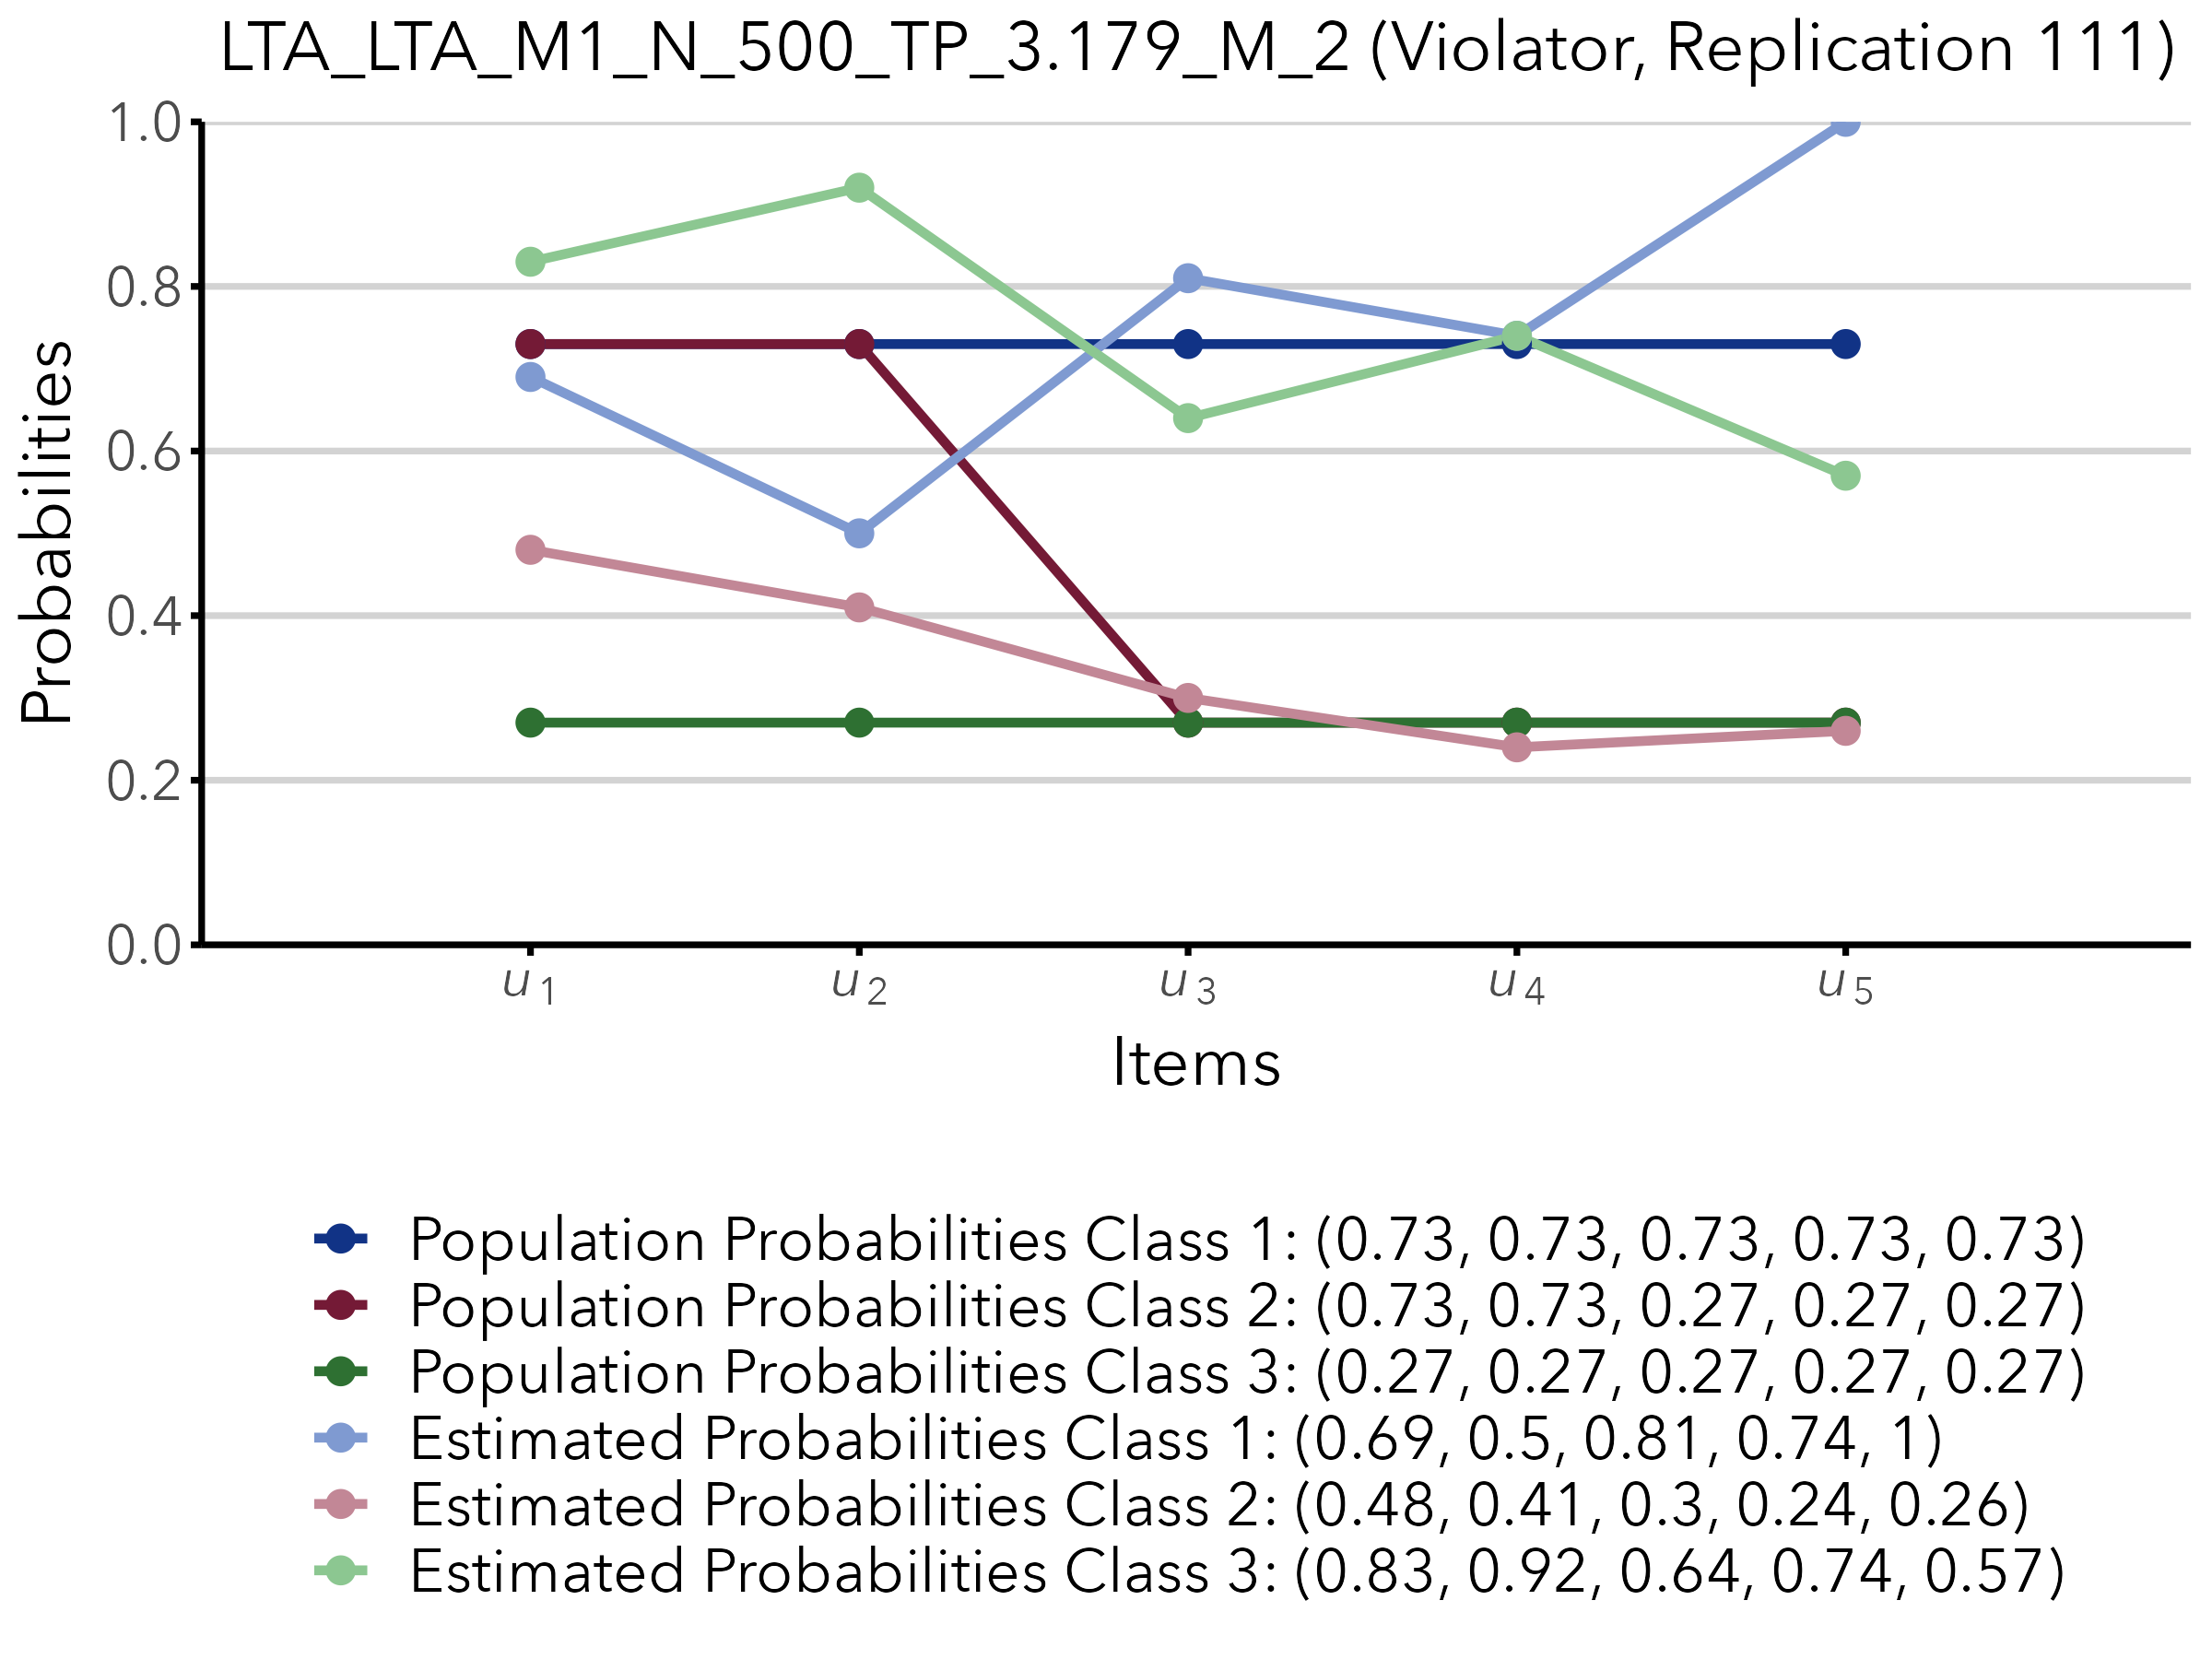 LTA_LTA_M1_N_500_TP_3.179_M_2 (Violator, Replication 111)
1.0
0.8
0.6
0.4
0.2
0.0
Probabilities
u1 u2 u3 u4 u5
Items
Population Probabilities Class 1: (0.73, 0.73, 0.73, 0.73, 0.73)
Population Probabilities Class 2: (0.73, 0.73, 0.27, 0.27, 0.27)
Population Probabilities Class 3: (0.27, 0.27, 0.27, 0.27, 0.27)
Estimated Probabilities Class 1: (0.69, 0.5, 0.81, 0.74, 1)
Estimated Probabilities Class 2: (0.48, 0.41, 0.3, 0.24, 0.26)
Estimated Probabilities Class 3: (0.83, 0.92, 0.64, 0.74, 0.57)